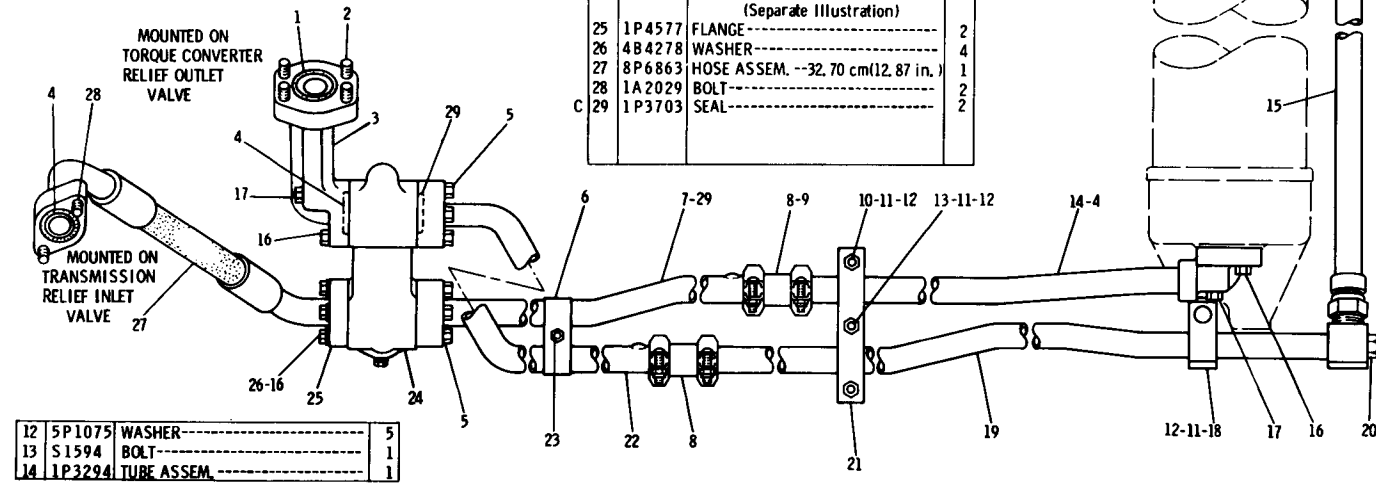 (Separate Illustration)
25 1P4577 FLANGE 2
26 4B4278 WASHER 4
27 8P6863 HOSE ASSEM. --32.70 cm(12.87 in.) 1
28 1A2029 BOLT 2
C 29 1P3703 SEAL 2
1
2
MOUNTED ON
TORQUE CONVERTER
RELIEF OUTLET
VALVE
4
28
3
4
29
5
15
17
6
7-29
8-9
10-11-12
13-11-12
14-4
16
MOUNTED ON
TRANSMISSION
RELIEF INLET
VALVE
27
26-16
25
24
5
23
22
8
21
19
12-11-18
17
16
20
12 5P1075 WASHER 5
13 S1594 BOLT 1
14 1P3294 TUBE ASSEM. 1